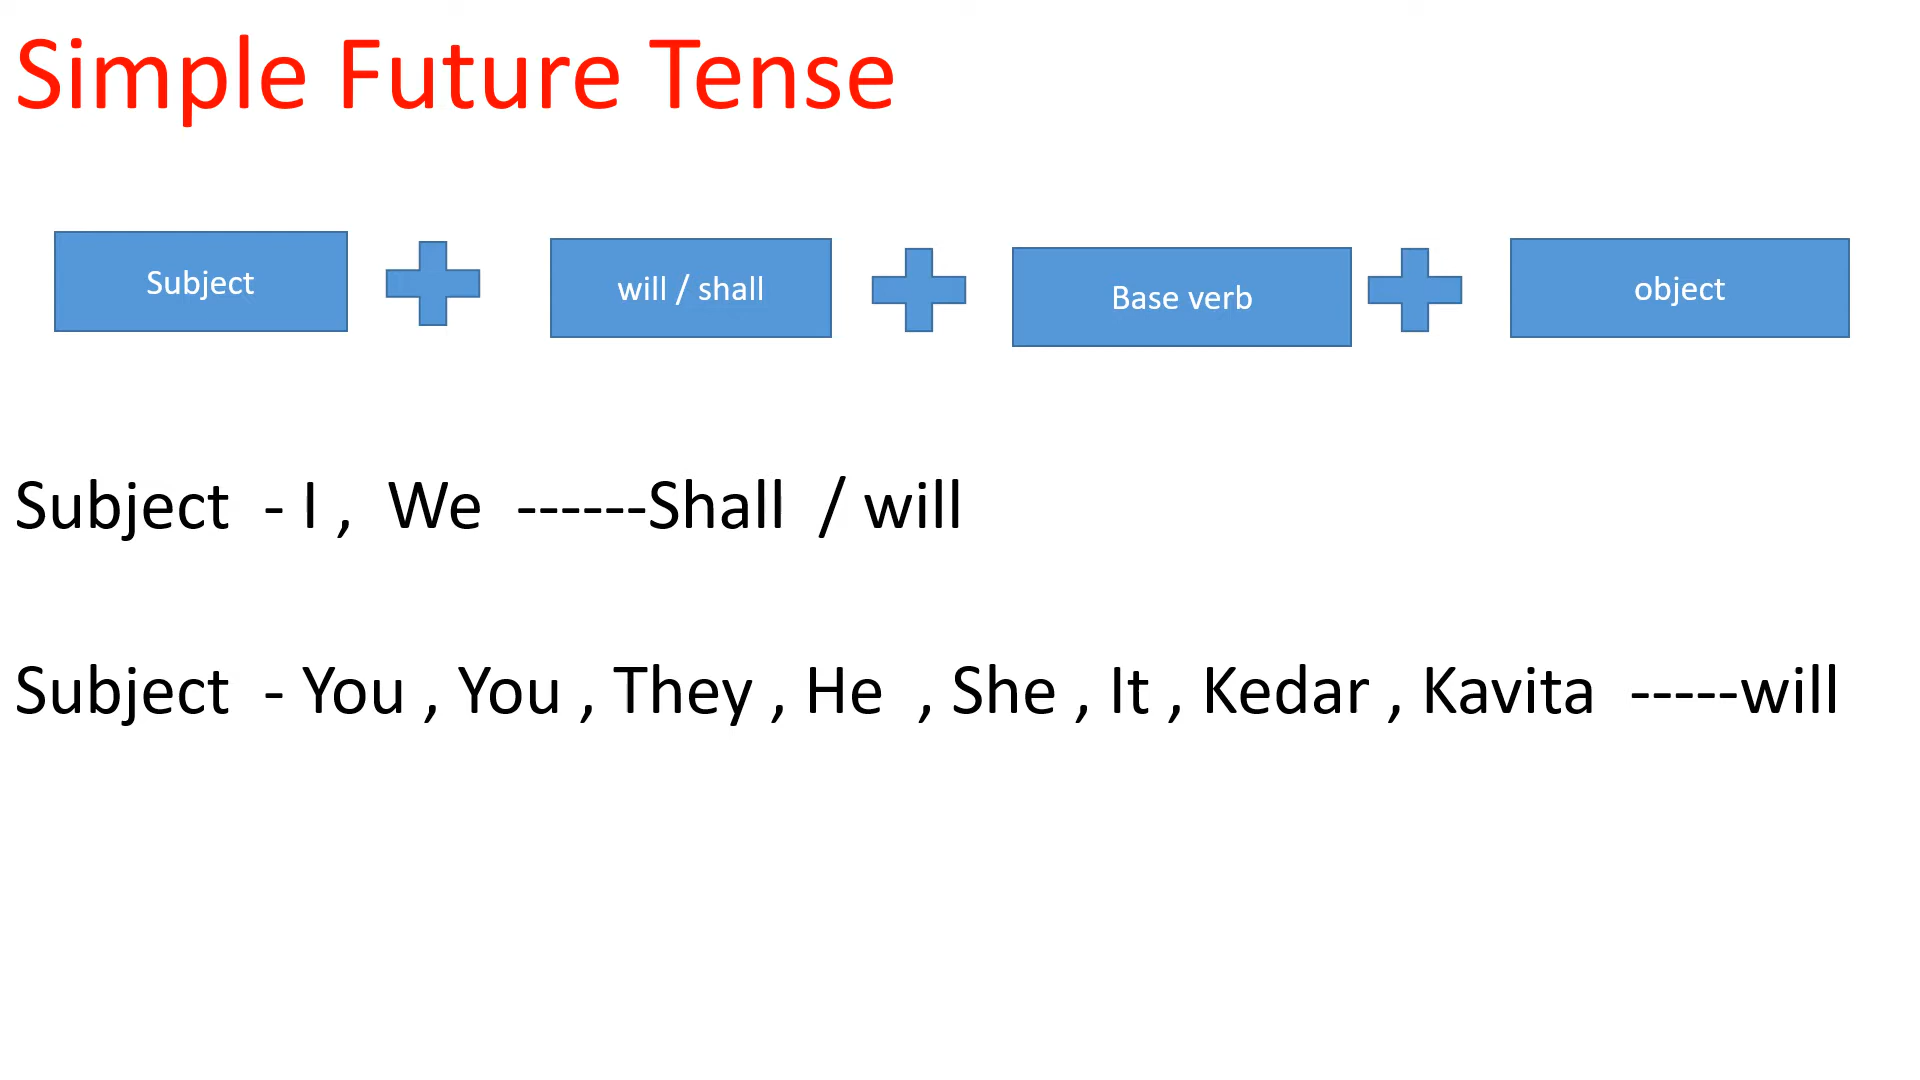 Simple Future Tense
Subject will / shall Base verb object
Subject - I , We ------Shall / will
Subject - You , You , They , He , She , It , Kedar , Kavita -----will